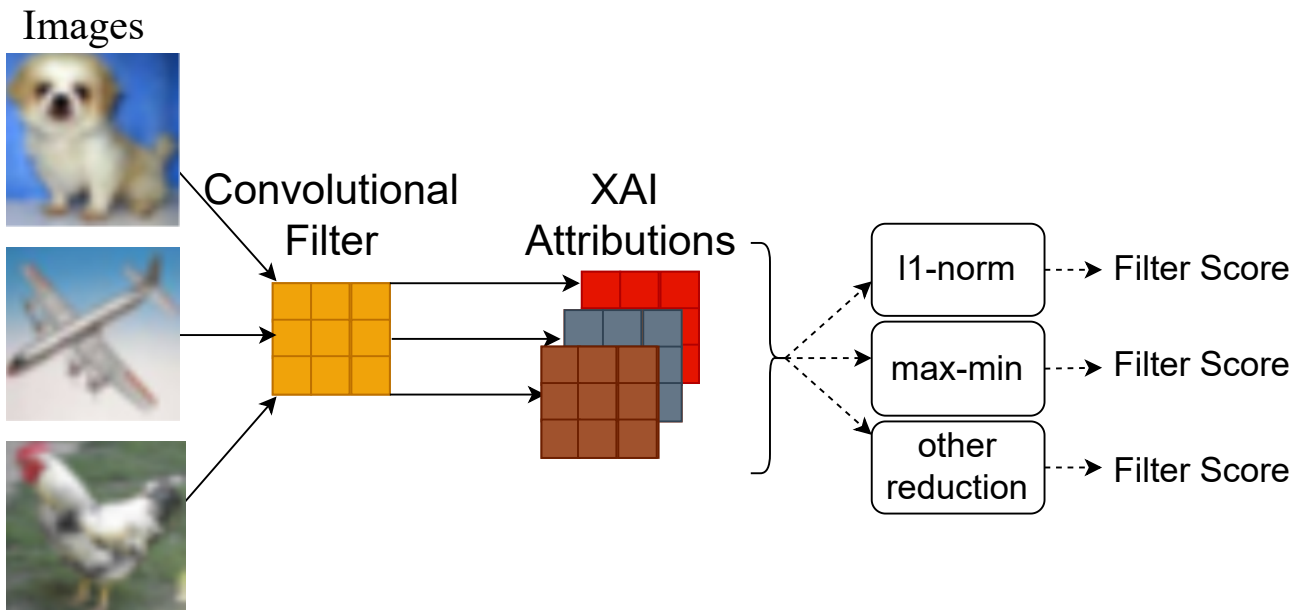 Images
Convolutional
Filter
XAI
Attributions
l1-norm
Filter Score
max-min
Filter Score
other
reduction
Filter Score